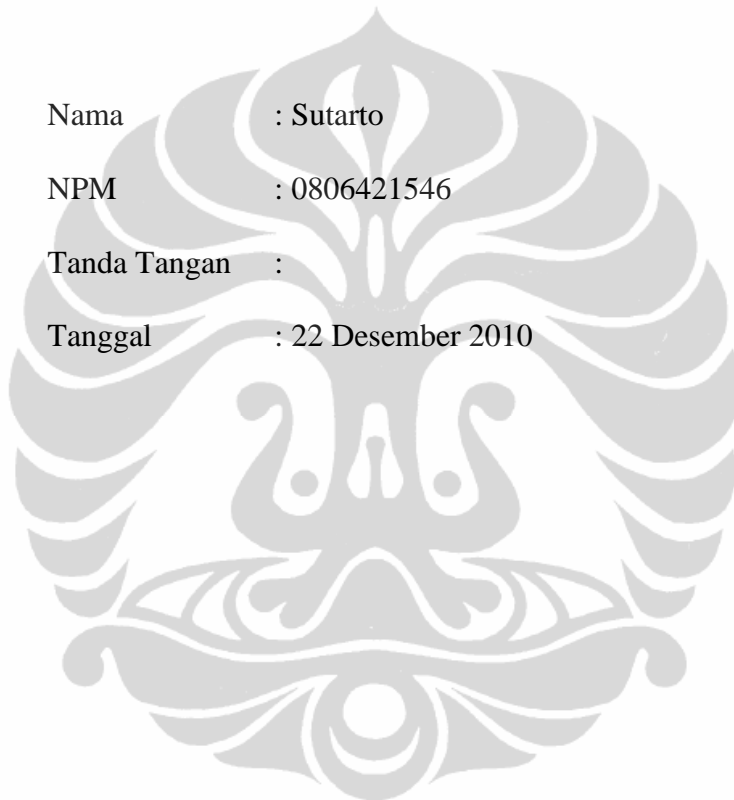 Nama : Sutarto
NPM : 0806421546
Tanda Tangan :
Tanggal : 22 Desember 2010